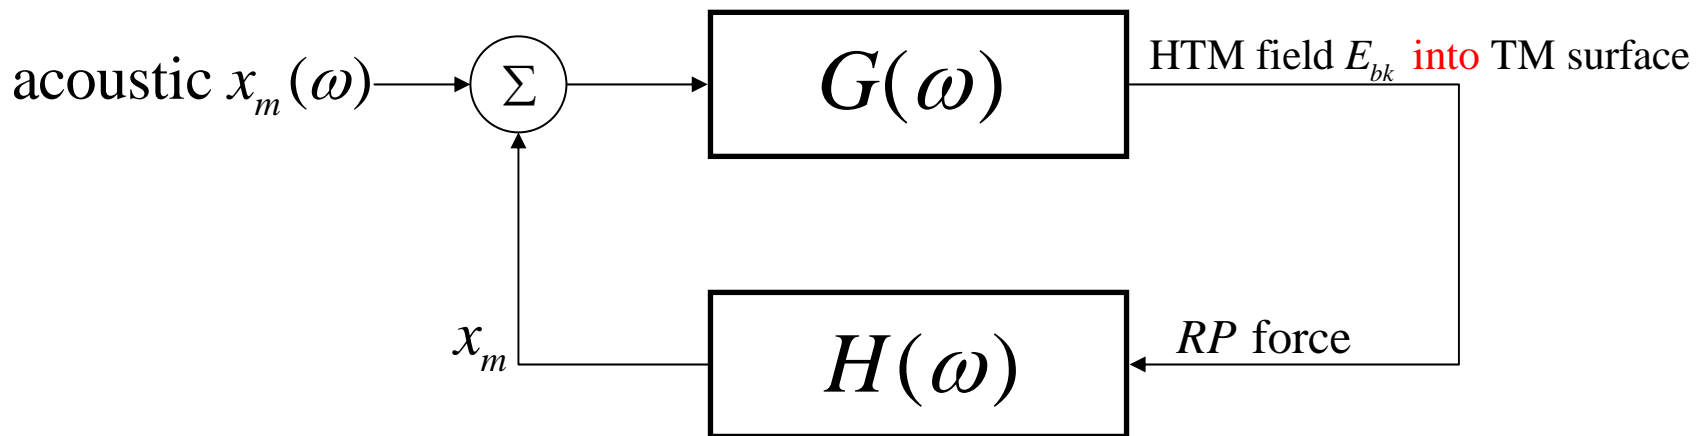 acoustic x_m(ω)
Σ
G(ω)
HTM field E_bk into TM surface
x_m
H(ω)
RP force